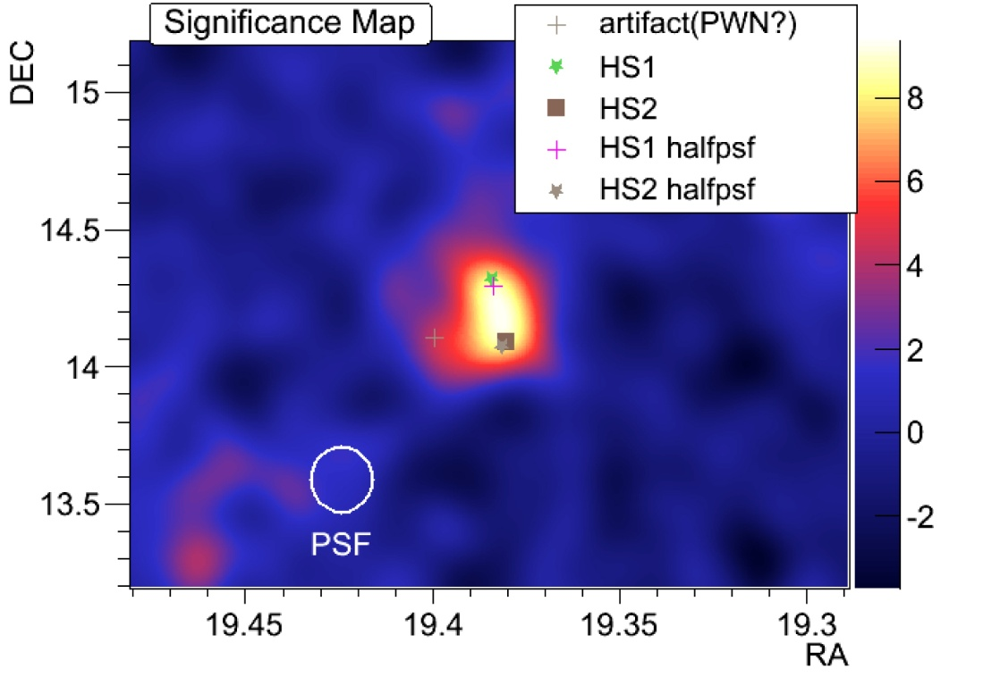 Significance Map
artifact(PWN?)
HS1
HS2
HS1 halfpsf
HS2 halfpsf
DEC
15
14.5
14
13.5
PSF
19.45
19.4
19.35
19.3
RA
8
6
4
2
0
-2